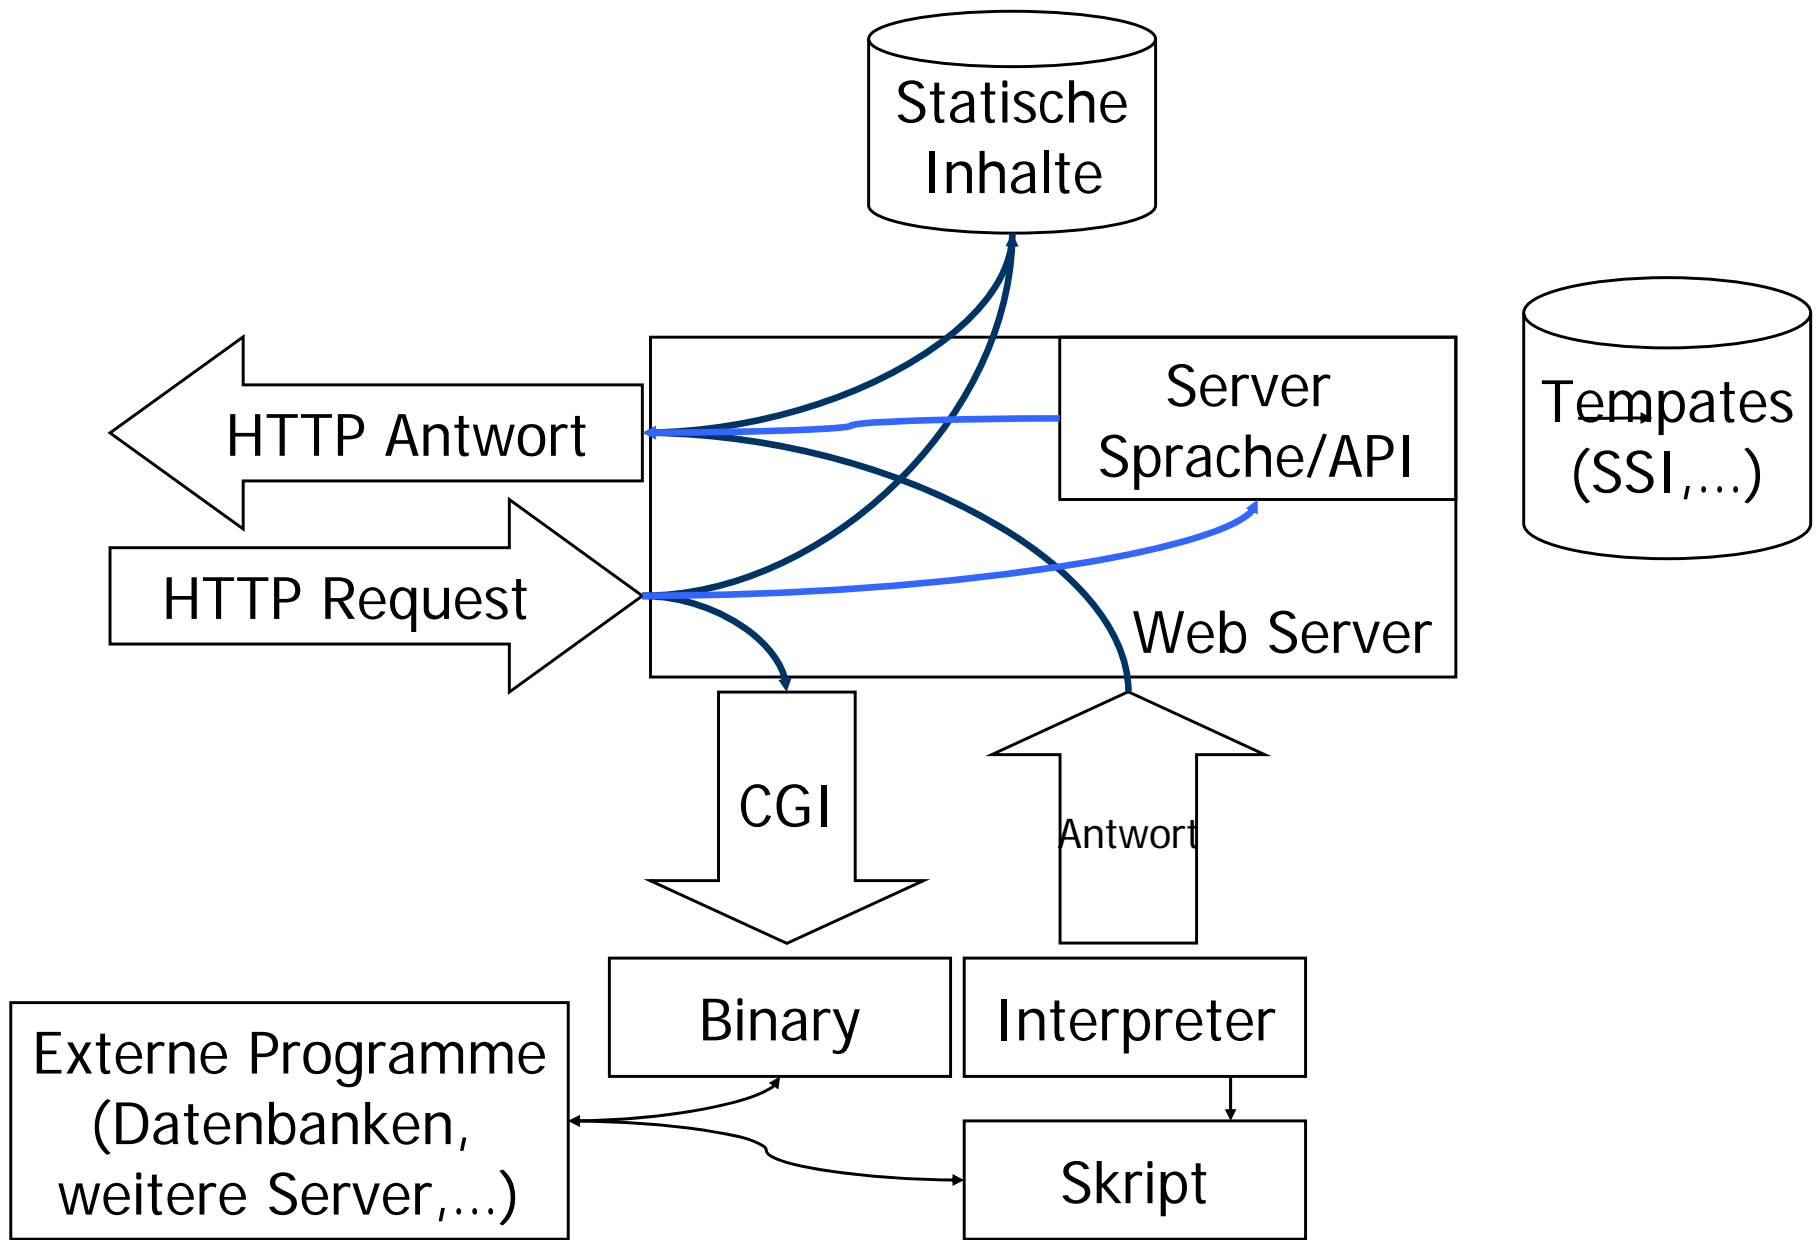 Statische
Inhalte
Server
Sprache/API
Tempates
(SSI,...)
HTTP Antwort
HTTP Request
Web Server
CGI
Antwort
Binary
Interpreter
Externe Programme
(Datenbanken,
weitere Server,...)
Skript